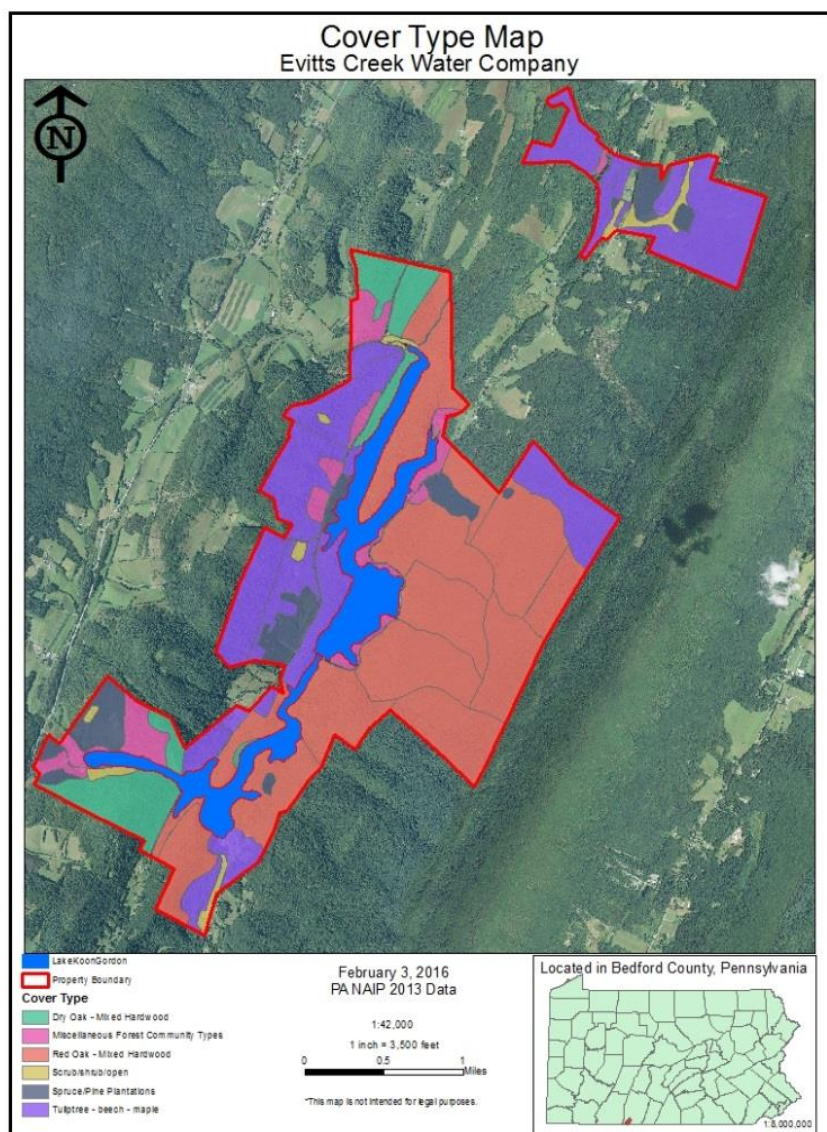 Cover Type Map
Evitts Creek Water Company
N
LakeKoonGordon
Property Boundary
Cover Type
Dry Oak - Mixed Hardwood
Miscellaneous Forest Community Types
Red Oak - Mixed Hardwood
Scrub/shrub/open
Spruce/Pine Plantations
Tuliptree - beech - maple
February 3, 2016
PA NAIP 2013 Data
1:42,000
1 inch = 3,500 feet
0 0.5 1
Miles
*This map is not intended for legal purposes.
Located in Bedford County, Pennsylvania
1:8,000,000